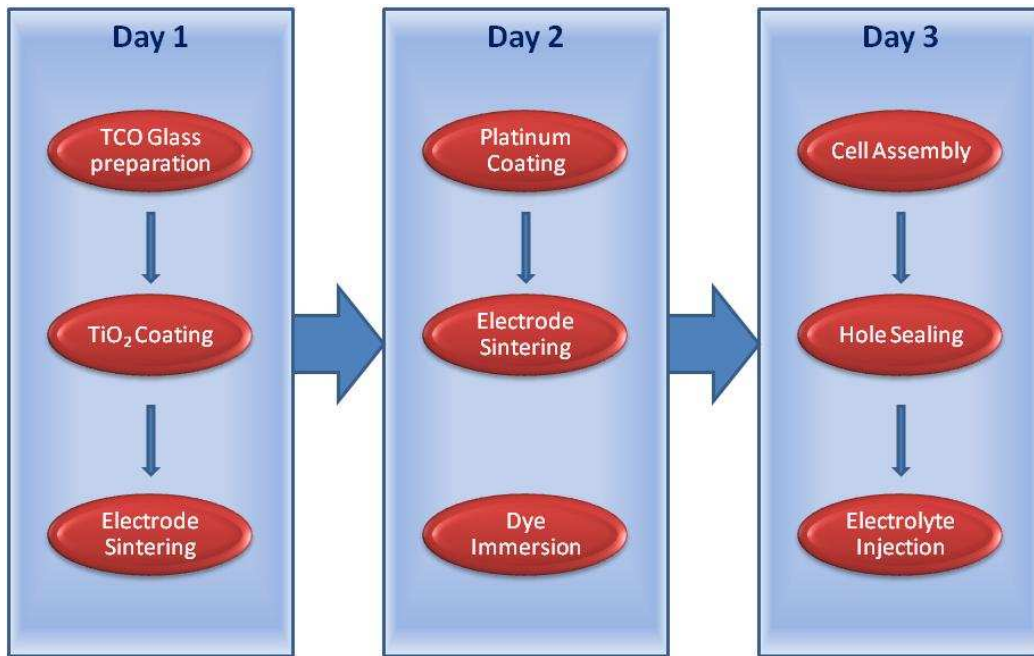 Day 1
TCO Glass
preparation
TiO₂ Coating
Electrode
Sintering
Day 2
Platinum
Coating
Electrode
Sintering
Dye
Immersion
Day 3
Cell Assembly
Hole Sealing
Electrolyte
Injection